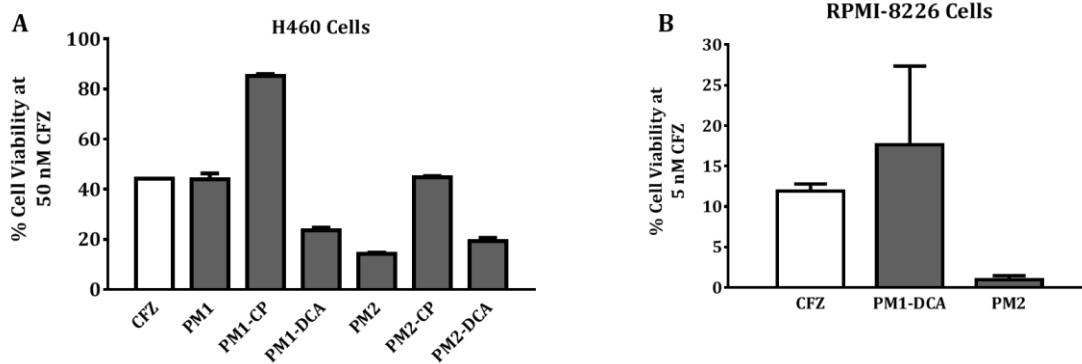 A
H460 Cells
% Cell Viability at
50 nM CFZ
100
80
60
40
20
0
CFZ
PM1
PM1-CP
PM1-DCA
PM2
PM2-CP
PM2-DCA
B
RPMI-8226 Cells
% Cell Viability at
5 nM CFZ
30
25
20
15
10
5
0
CFZ
PM1-DCA
PM2